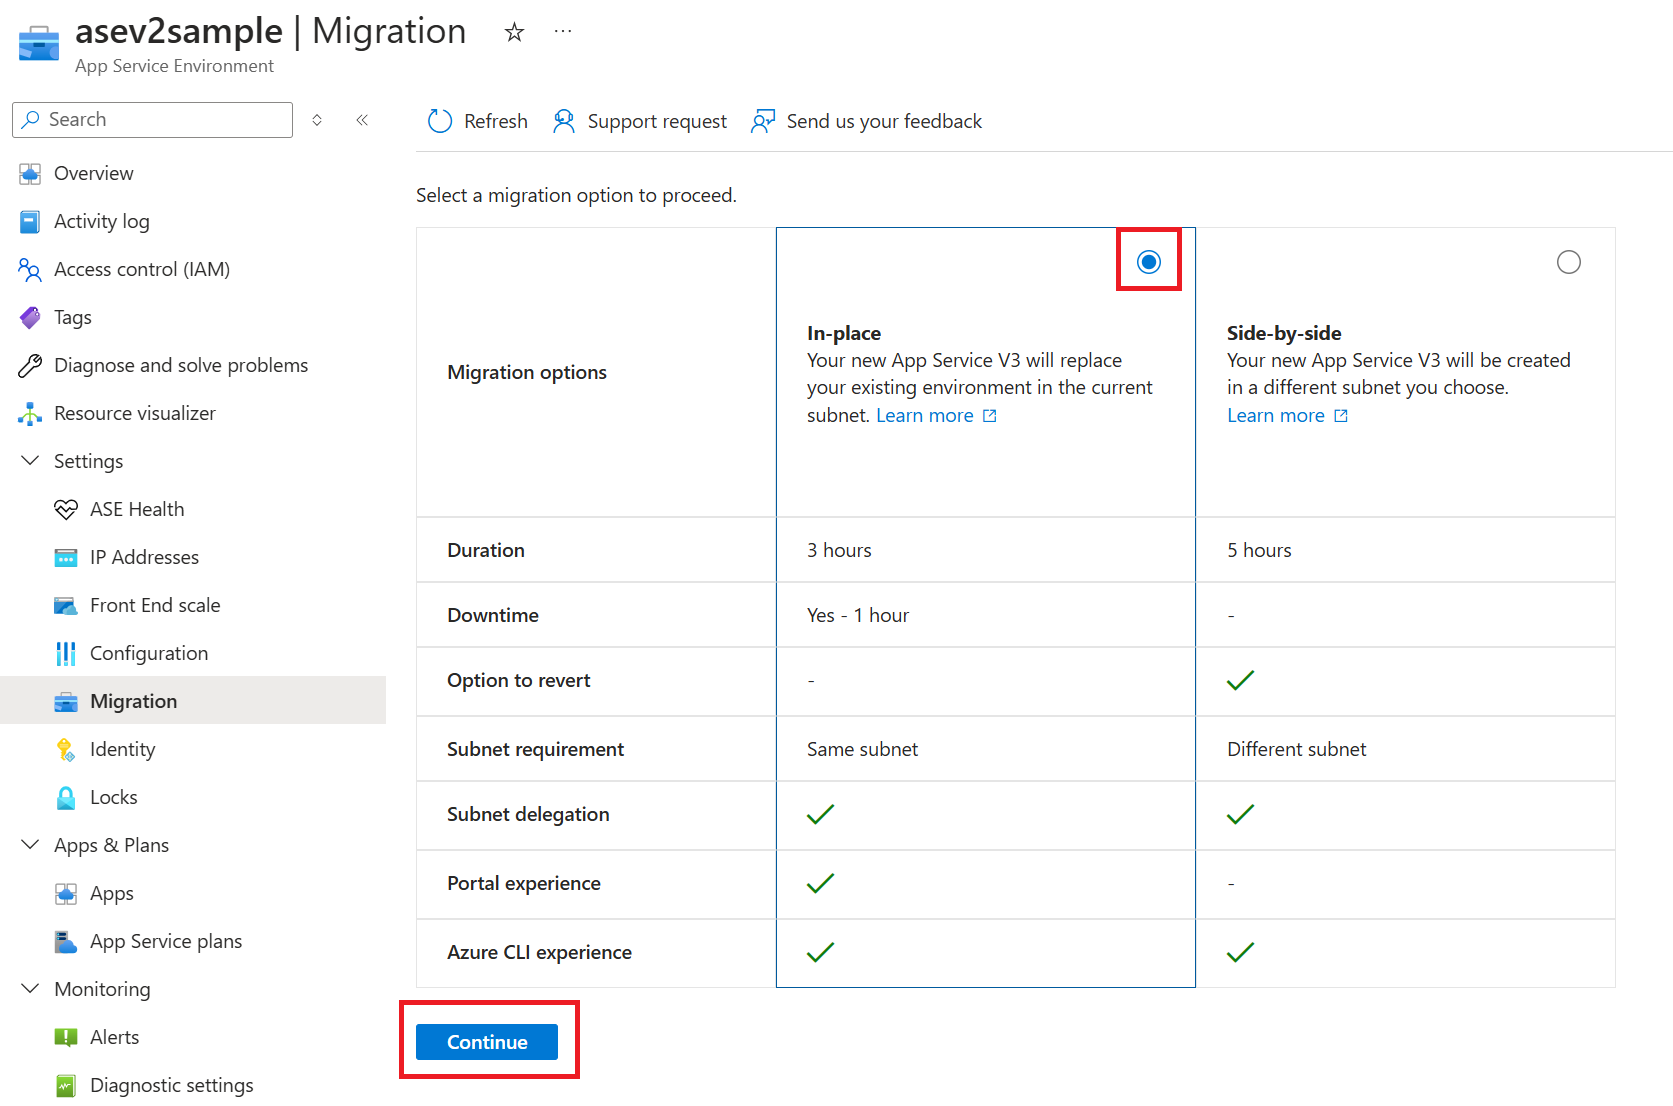 asev2sample | Migration
App Service Environment
Search
Overview
Activity log
Access control (IAM)
Tags
Diagnose and solve problems
Resource visualizer
Settings
ASE Health
IP Addresses
Front End scale
Configuration
Migration
Identity
Locks
Apps & Plans
Apps
App Service plans
Monitoring
Alerts
Diagnostic settings
Refresh
Support request
Send us your feedback
Select a migration option to proceed.
Migration options
In-place
Your new App Service V3 will replace
your existing environment in the current
subnet. Learn more
Side-by-side
Your new App Service V3 will be created
in a different subnet you choose.
Learn more
Duration
3 hours
5 hours
Downtime
Yes - 1 hour
-
Option to revert
-
Subnet requirement
Same subnet
Different subnet
Subnet delegation
Portal experience
-
Azure CLI experience
Continue